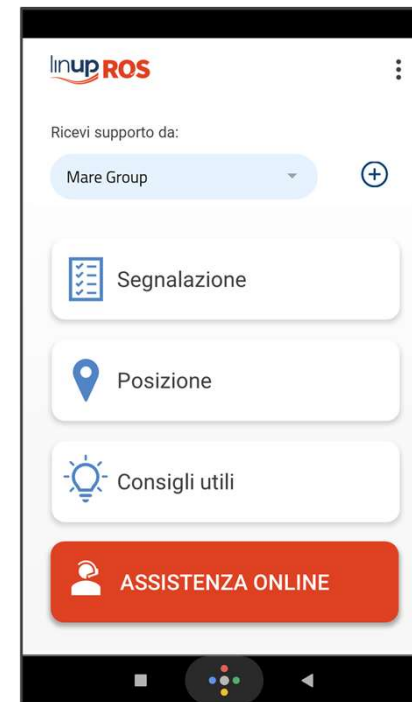 linup ROS
Ricevi supporto da:
Mare Group
Segnalazione
Posizione
Consigli utili
ASSISTENZA ONLINE